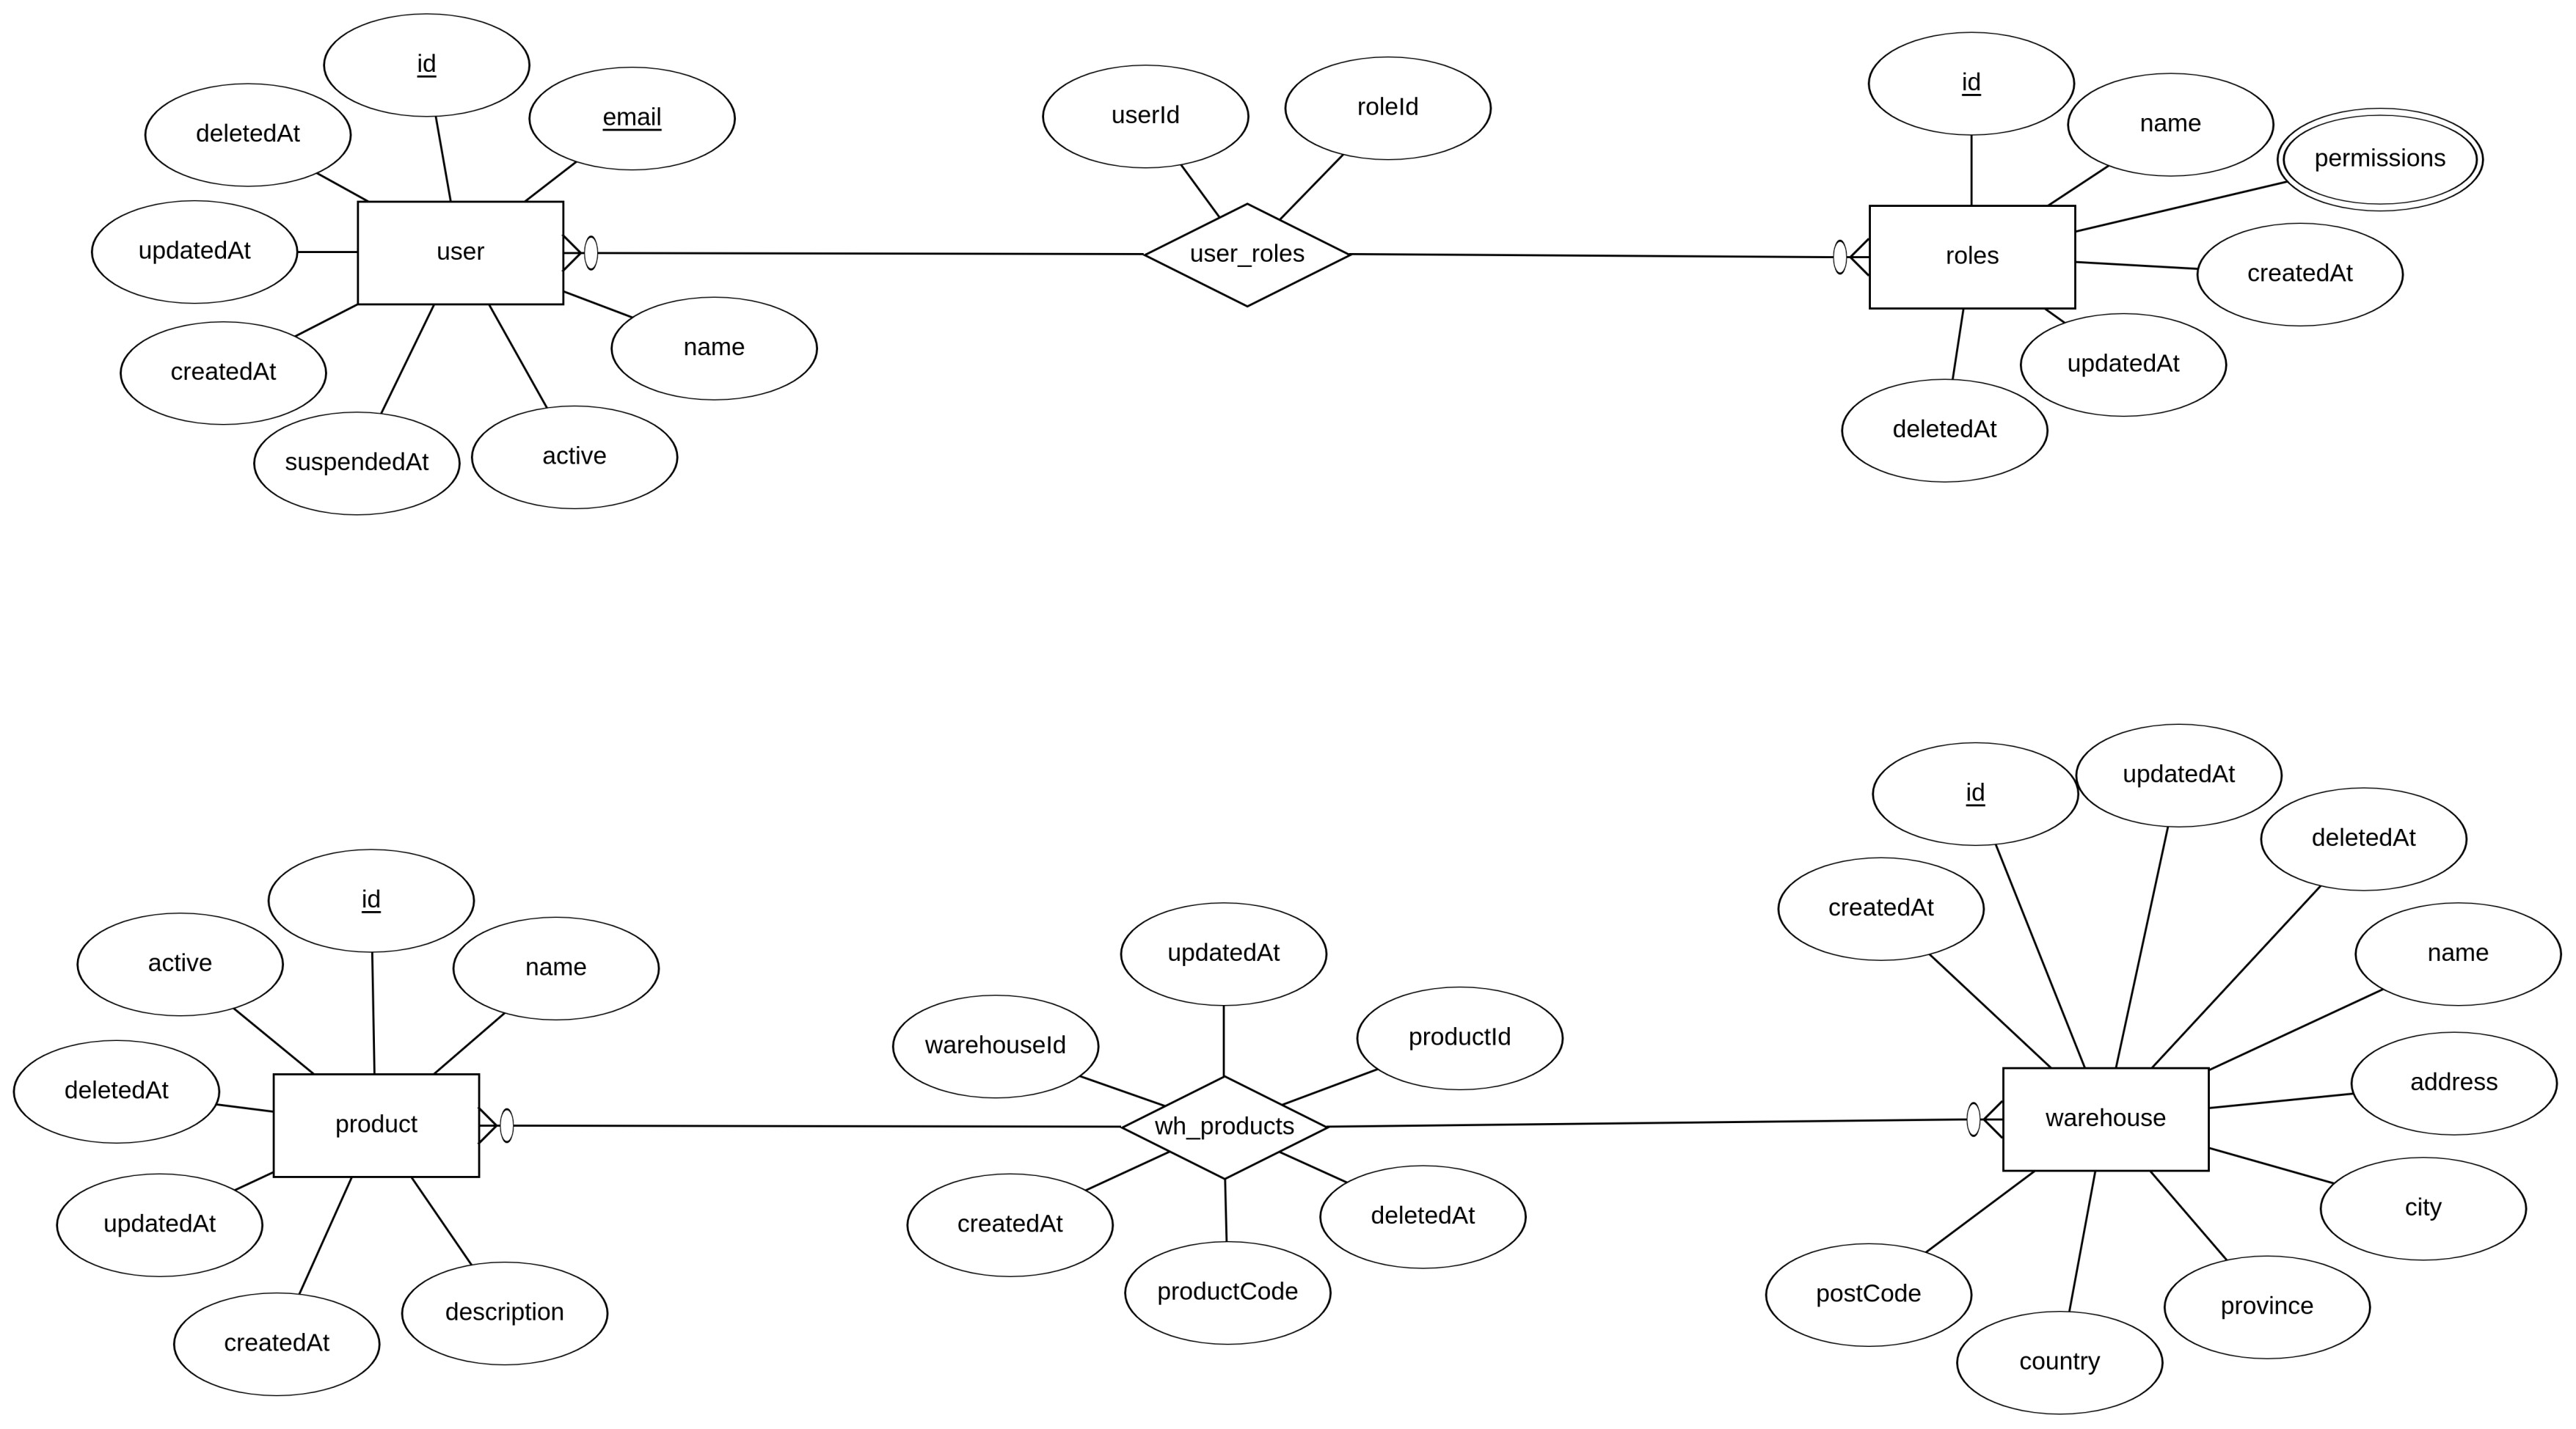 id
email
deletedAt
updatedAt
user
name
createdAt
suspendedAt
active
userId
roleId
user_roles
id
name
permissions
roles
createdAt
updatedAt
deletedAt
id
active
name
deletedAt
product
updatedAt
description
createdAt
updatedAt
warehouseId
productId
wh_products
createdAt
deletedAt
productCode
id
updatedAt
deletedAt
createdAt
name
address
warehouse
city
postCode
province
country